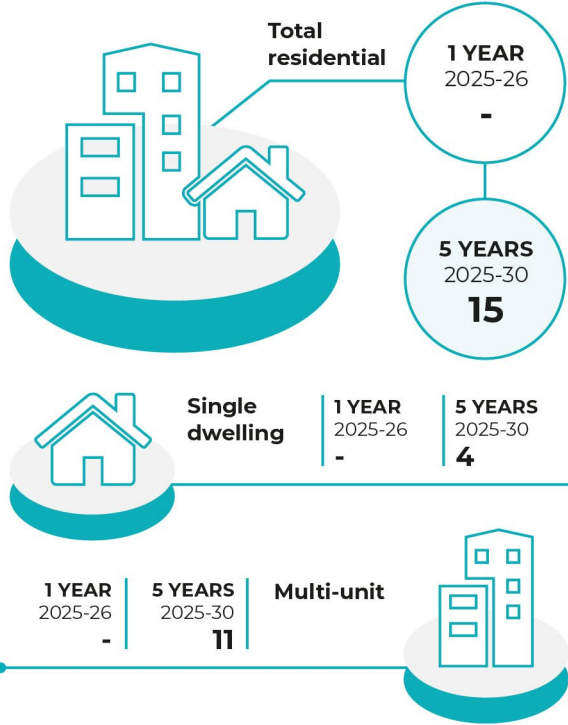 Total
residential
1 YEAR
2025-26
-
5 YEARS
2025-30
15
Single
dwelling
1 YEAR
2025-26
-
5 YEARS
2025-30
4
1 YEAR
2025-26
-
5 YEARS
2025-30
11
Multi-unit